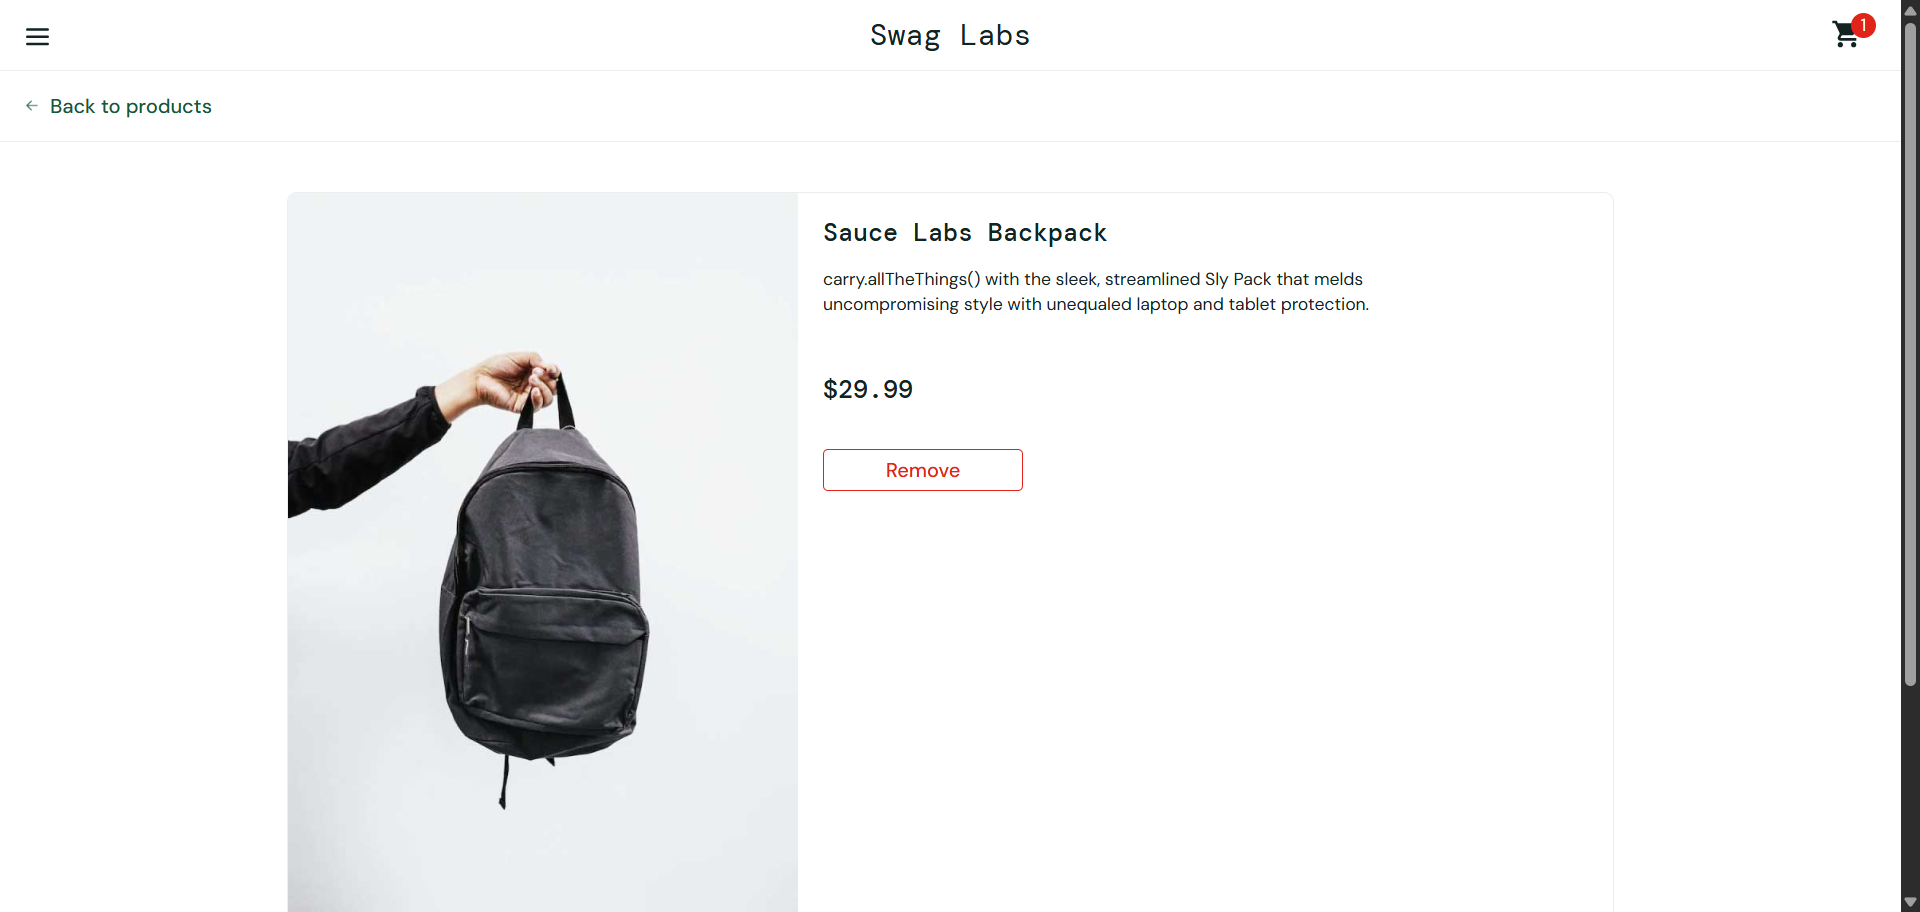 Swag Labs
1
Back to products
Sauce Labs Backpack
carry.allTheThings() with the sleek, streamlined Sly Pack that melds
uncompromising style with unequaled laptop and tablet protection.
$29.99
Remove